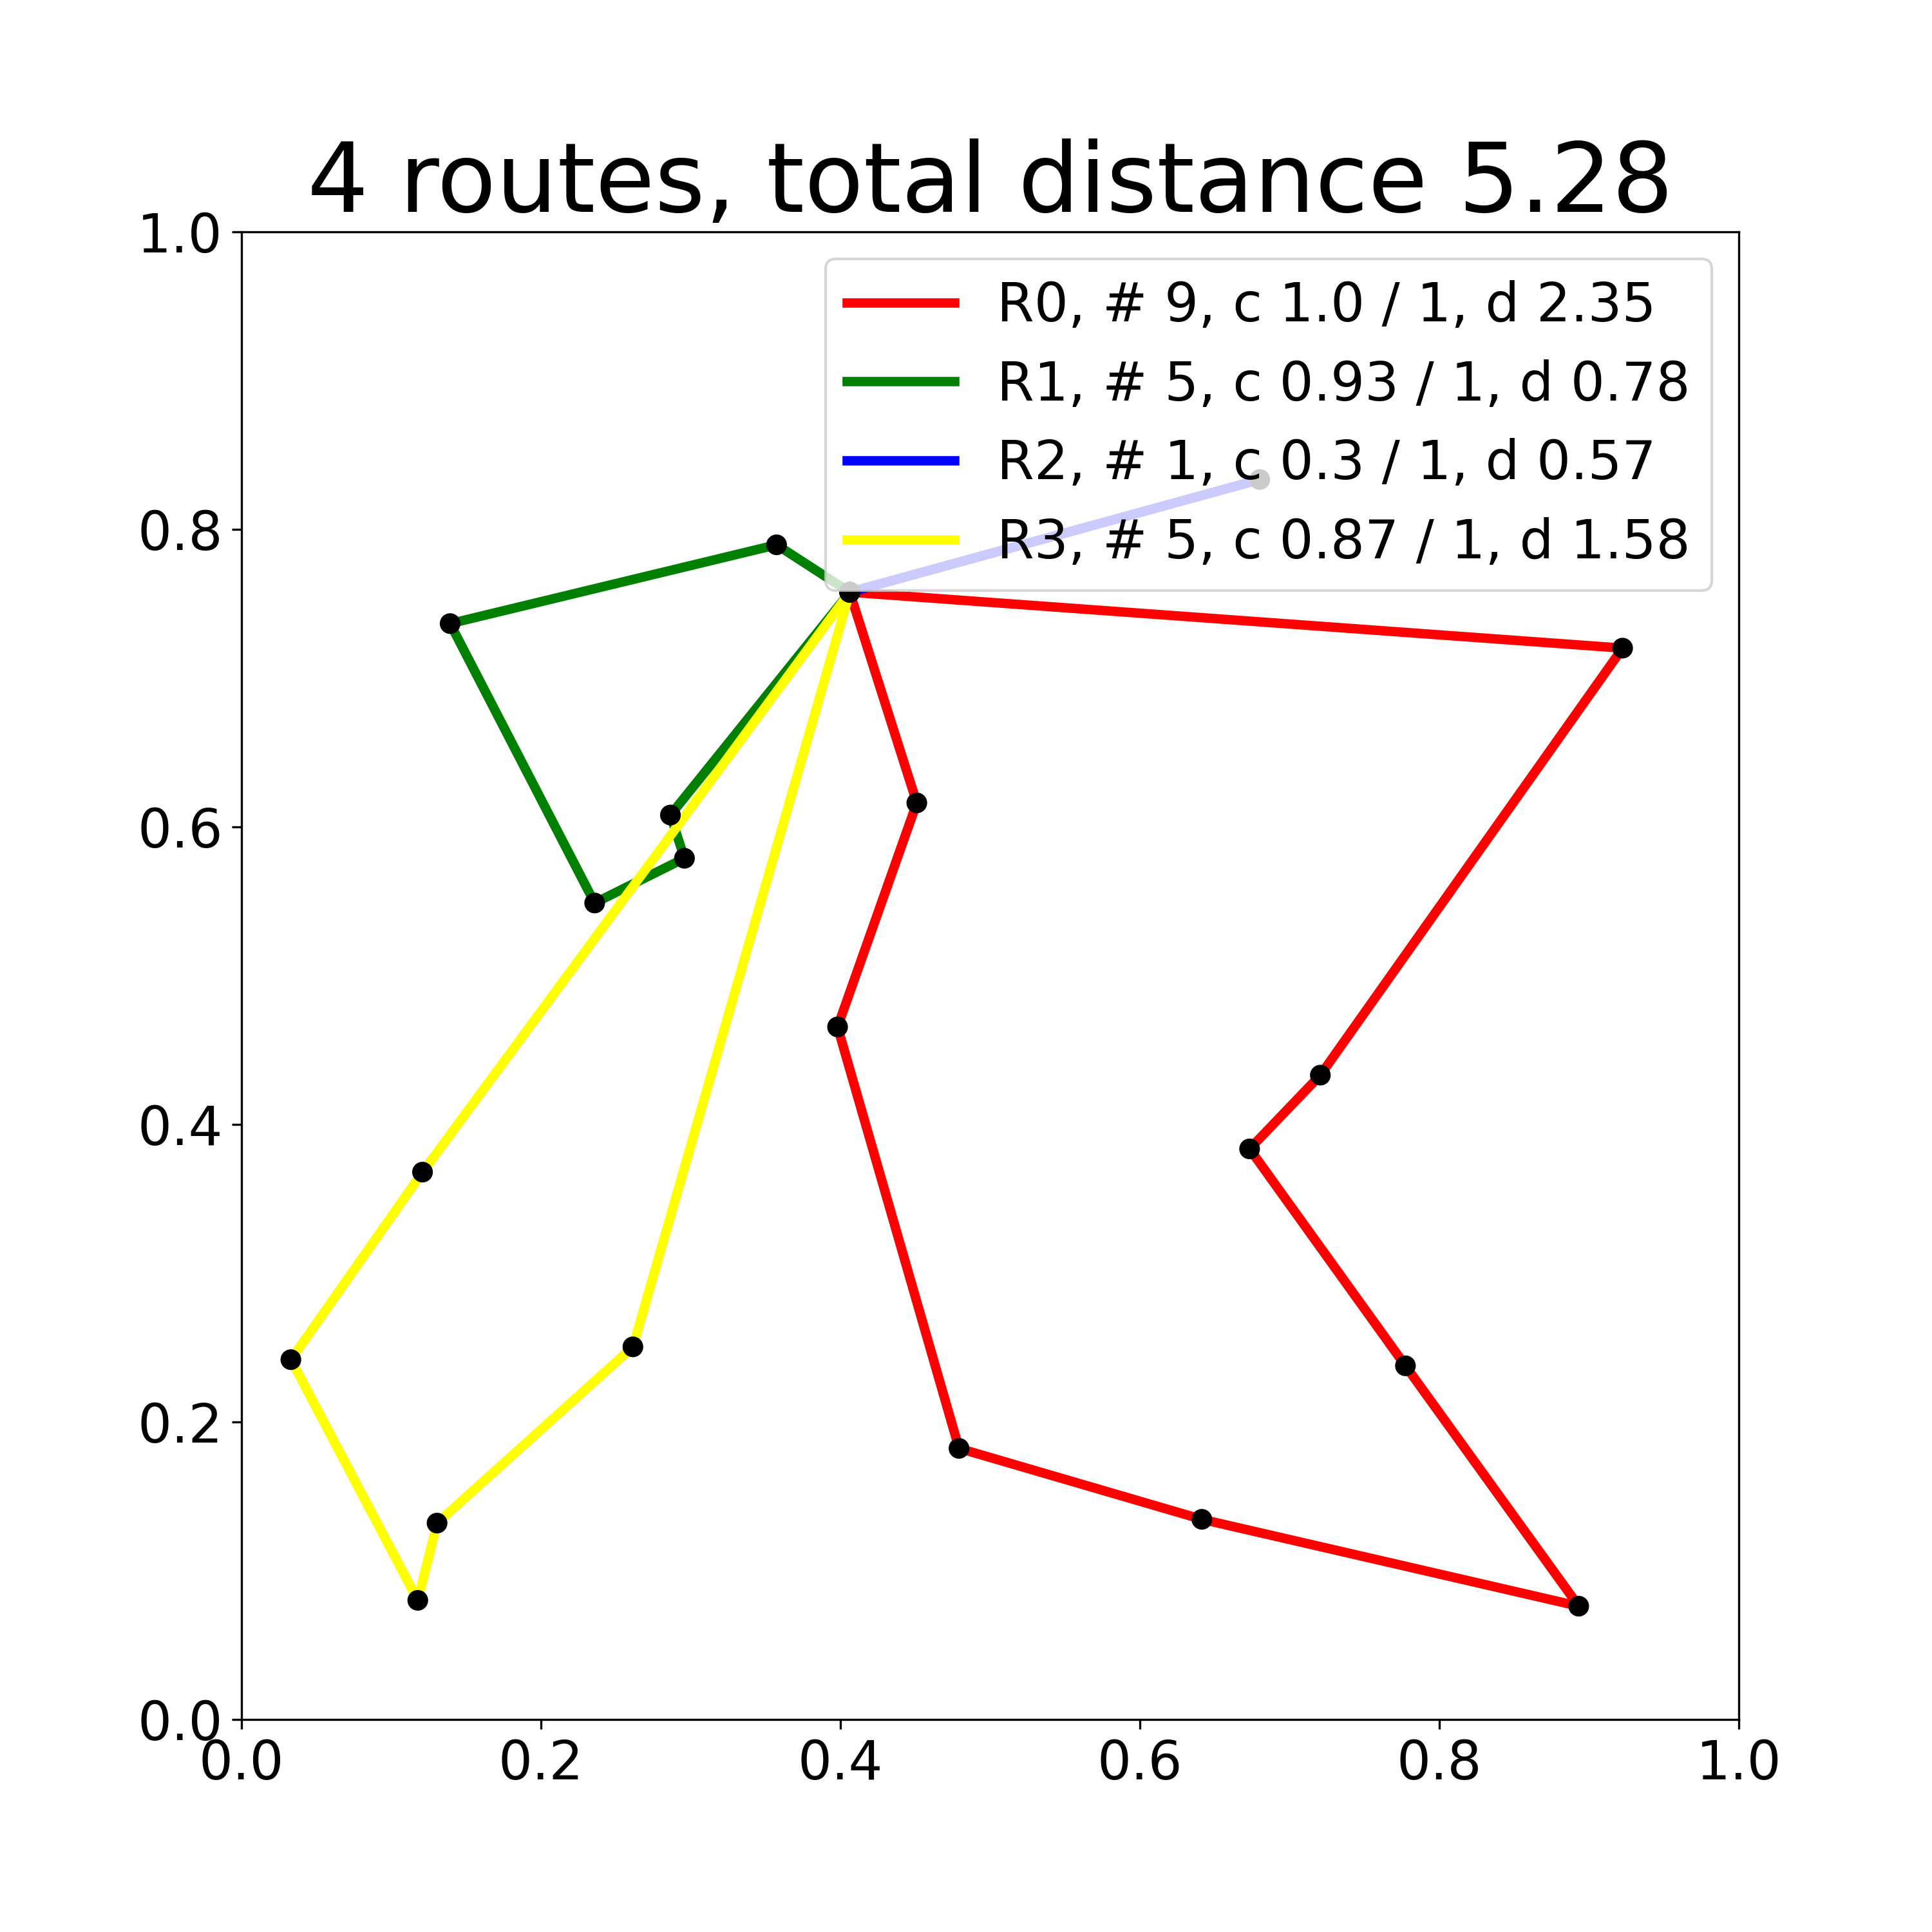 4 routes, total distance 5.28
1.0
R0, # 9, c 1.0 / 1, d 2.35
R1, # 5, c 0.93 / 1, d 0.78
R2, # 1, c 0.3 / 1, d 0.57
0.8
R3, # 5, c 0.87 / 1, d 1.58
0.6
0.4
0.2
0.0
0.0 0.2 0.4 0.6 0.8 1.0